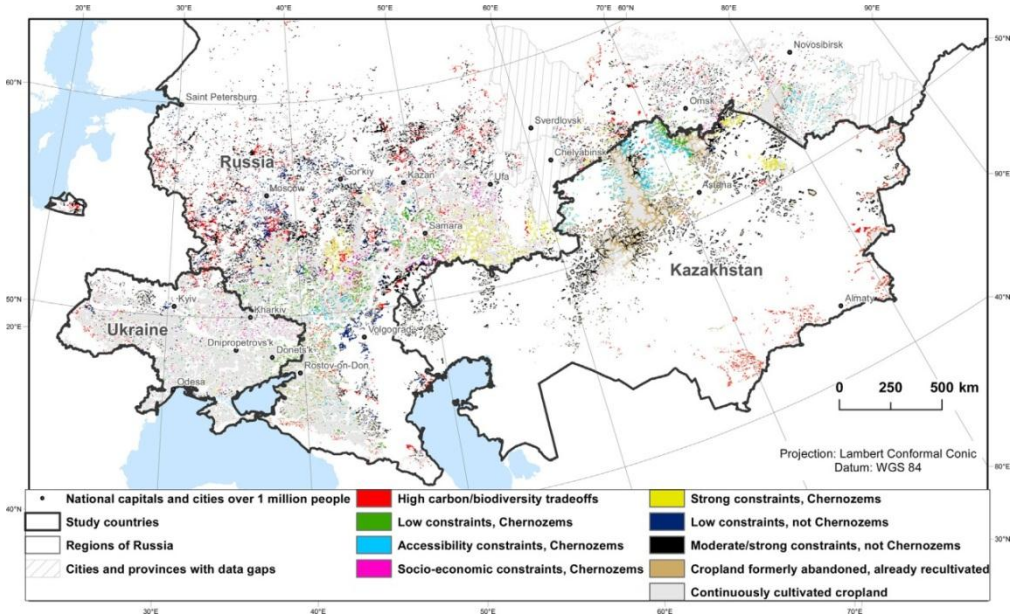 20°E
30°E
40°E
50°E
60°E
70°E
60°N
80°E
90°E
50°N
Novosibirsk
60°N
Saint Petersburg
Omsk
Sverdlovsk
Chelyabinsk
Russia
Gor'kiy
Kazan
Ufa
Moscow
Astana
90°E
Samara
Kazakhstan
50°N
20°E
Kyiv
Kharkiv
Almaty
40°N
Ukraine
Volgograd
Dnipropetrovs'k
Donets'k
Rostov-on-Don
Odesa
0 250 500 km
Projection: Lambert Conformal Conic
Datum: WGS 84
80°E
40°N
30°N
National capitals and cities over 1 million people
Study countries
Regions of Russia
Cities and provinces with data gaps
High carbon/biodiversity tradeoffs
Low constraints, Chernozems
Accessibility constraints, Chernozems
Socio-economic constraints, Chernozems
Strong constraints, Chernozems
Low constraints, not Chernozems
Moderate/strong constraints, not Chernozems
Cropland formerly abandoned, already recultivated
Continuously cultivated cropland
30°E
40°E
50°E
60°E
70°E